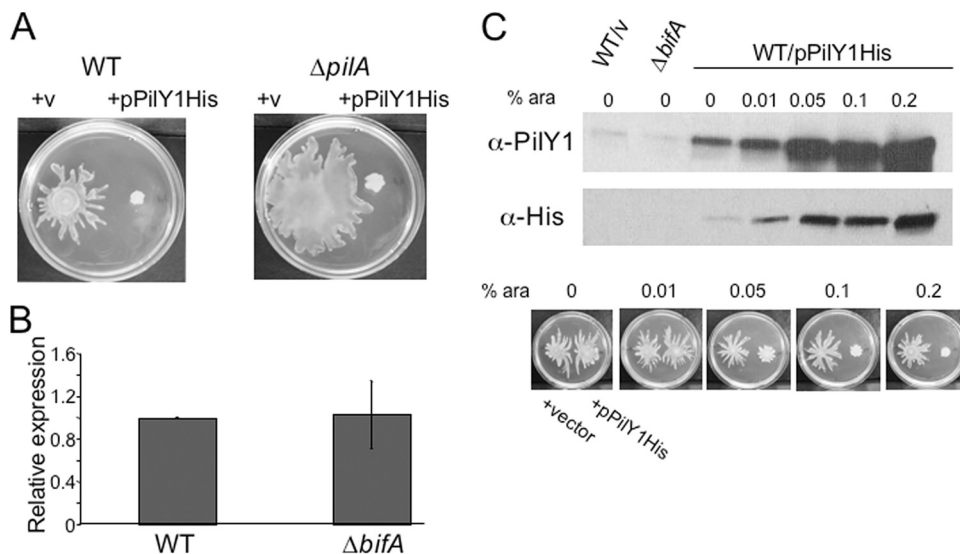 A
WT
ΔpilA
+v +pPilY1His +v +pPilY1His
B
Relative expression
1.6
1.2
0.8
0.4
0
WT ΔbifA
C
WT/v ΔbifA WT/pPilY1His
% ara 0 0 0 0.01 0.05 0.1 0.2
α-PilY1
α-His
% ara 0 0.01 0.05 0.1 0.2
+vector +pPilY1His